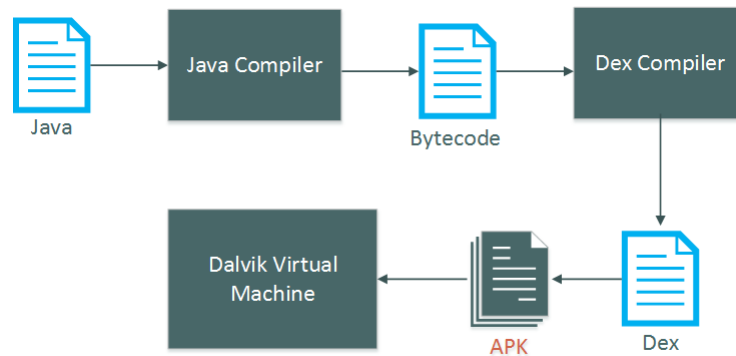 Java Compiler
Dex Compiler
Java
Bytecode
Dalvik Virtual
Machine
APK
Dex